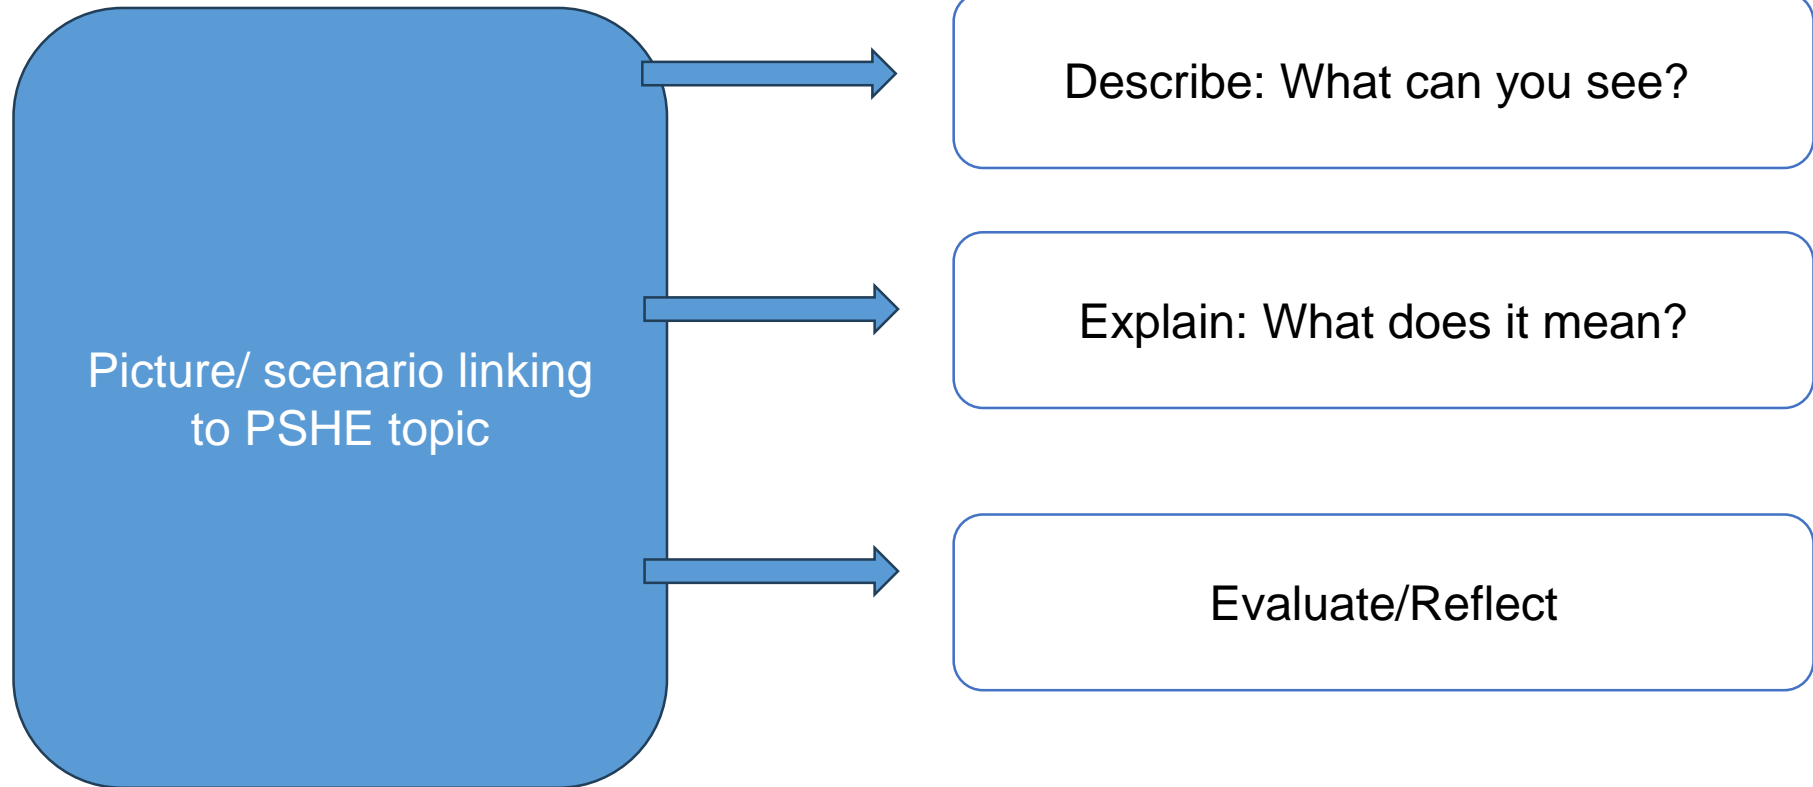 Picture/ scenario linking
to PSHE topic
Describe: What can you see?
Explain: What does it mean?
Evaluate/Reflect